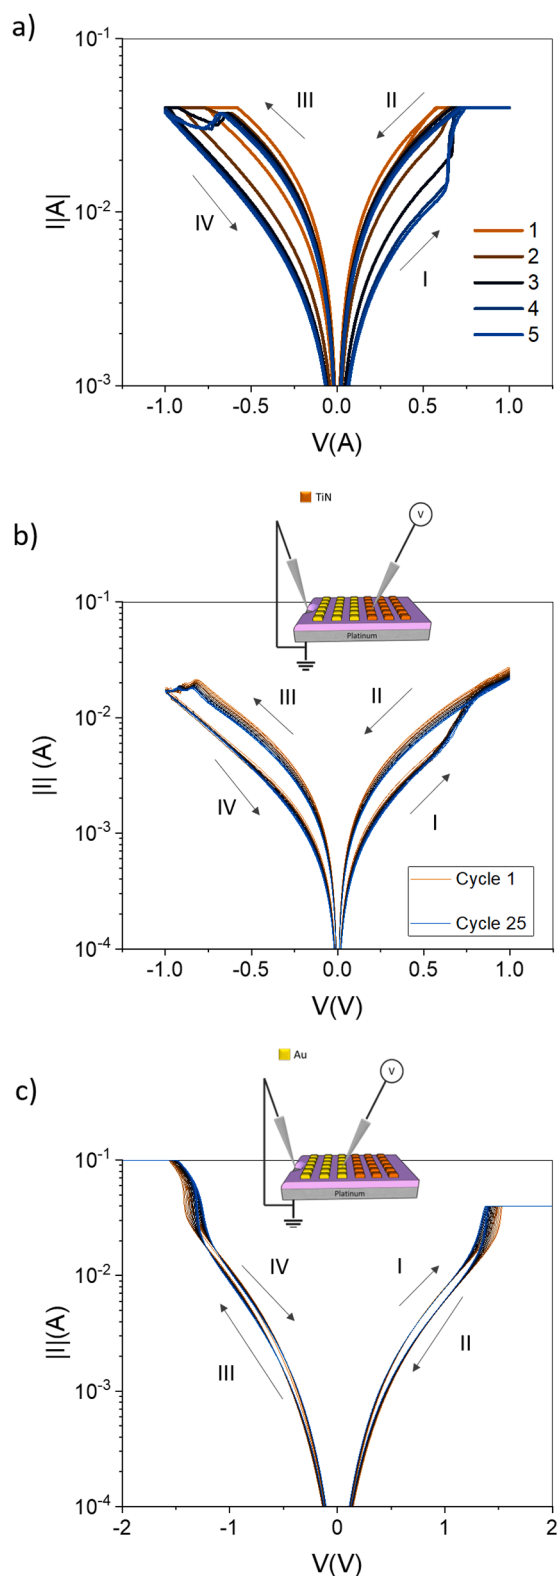 a)
10-1
III
II
IV
I
I|A|
10-2
1
2
3
4
5
10-3
-1.0
-0.5
0.0
0.5
1.0
V(A)
TiN
V
b)
Platinum
10-1
III
II
10-2
|I| (A)
IV
I
10-3
Cycle 1
Cycle 25
10-4
-1.0
-0.5
0.0
0.5
1.0
V(V)
Au
V
c)
Platinum
10-1
IV
I
10-2
II
|I|(A)
III
10-3
10-4
-2
-1
0
1
2
V(V)